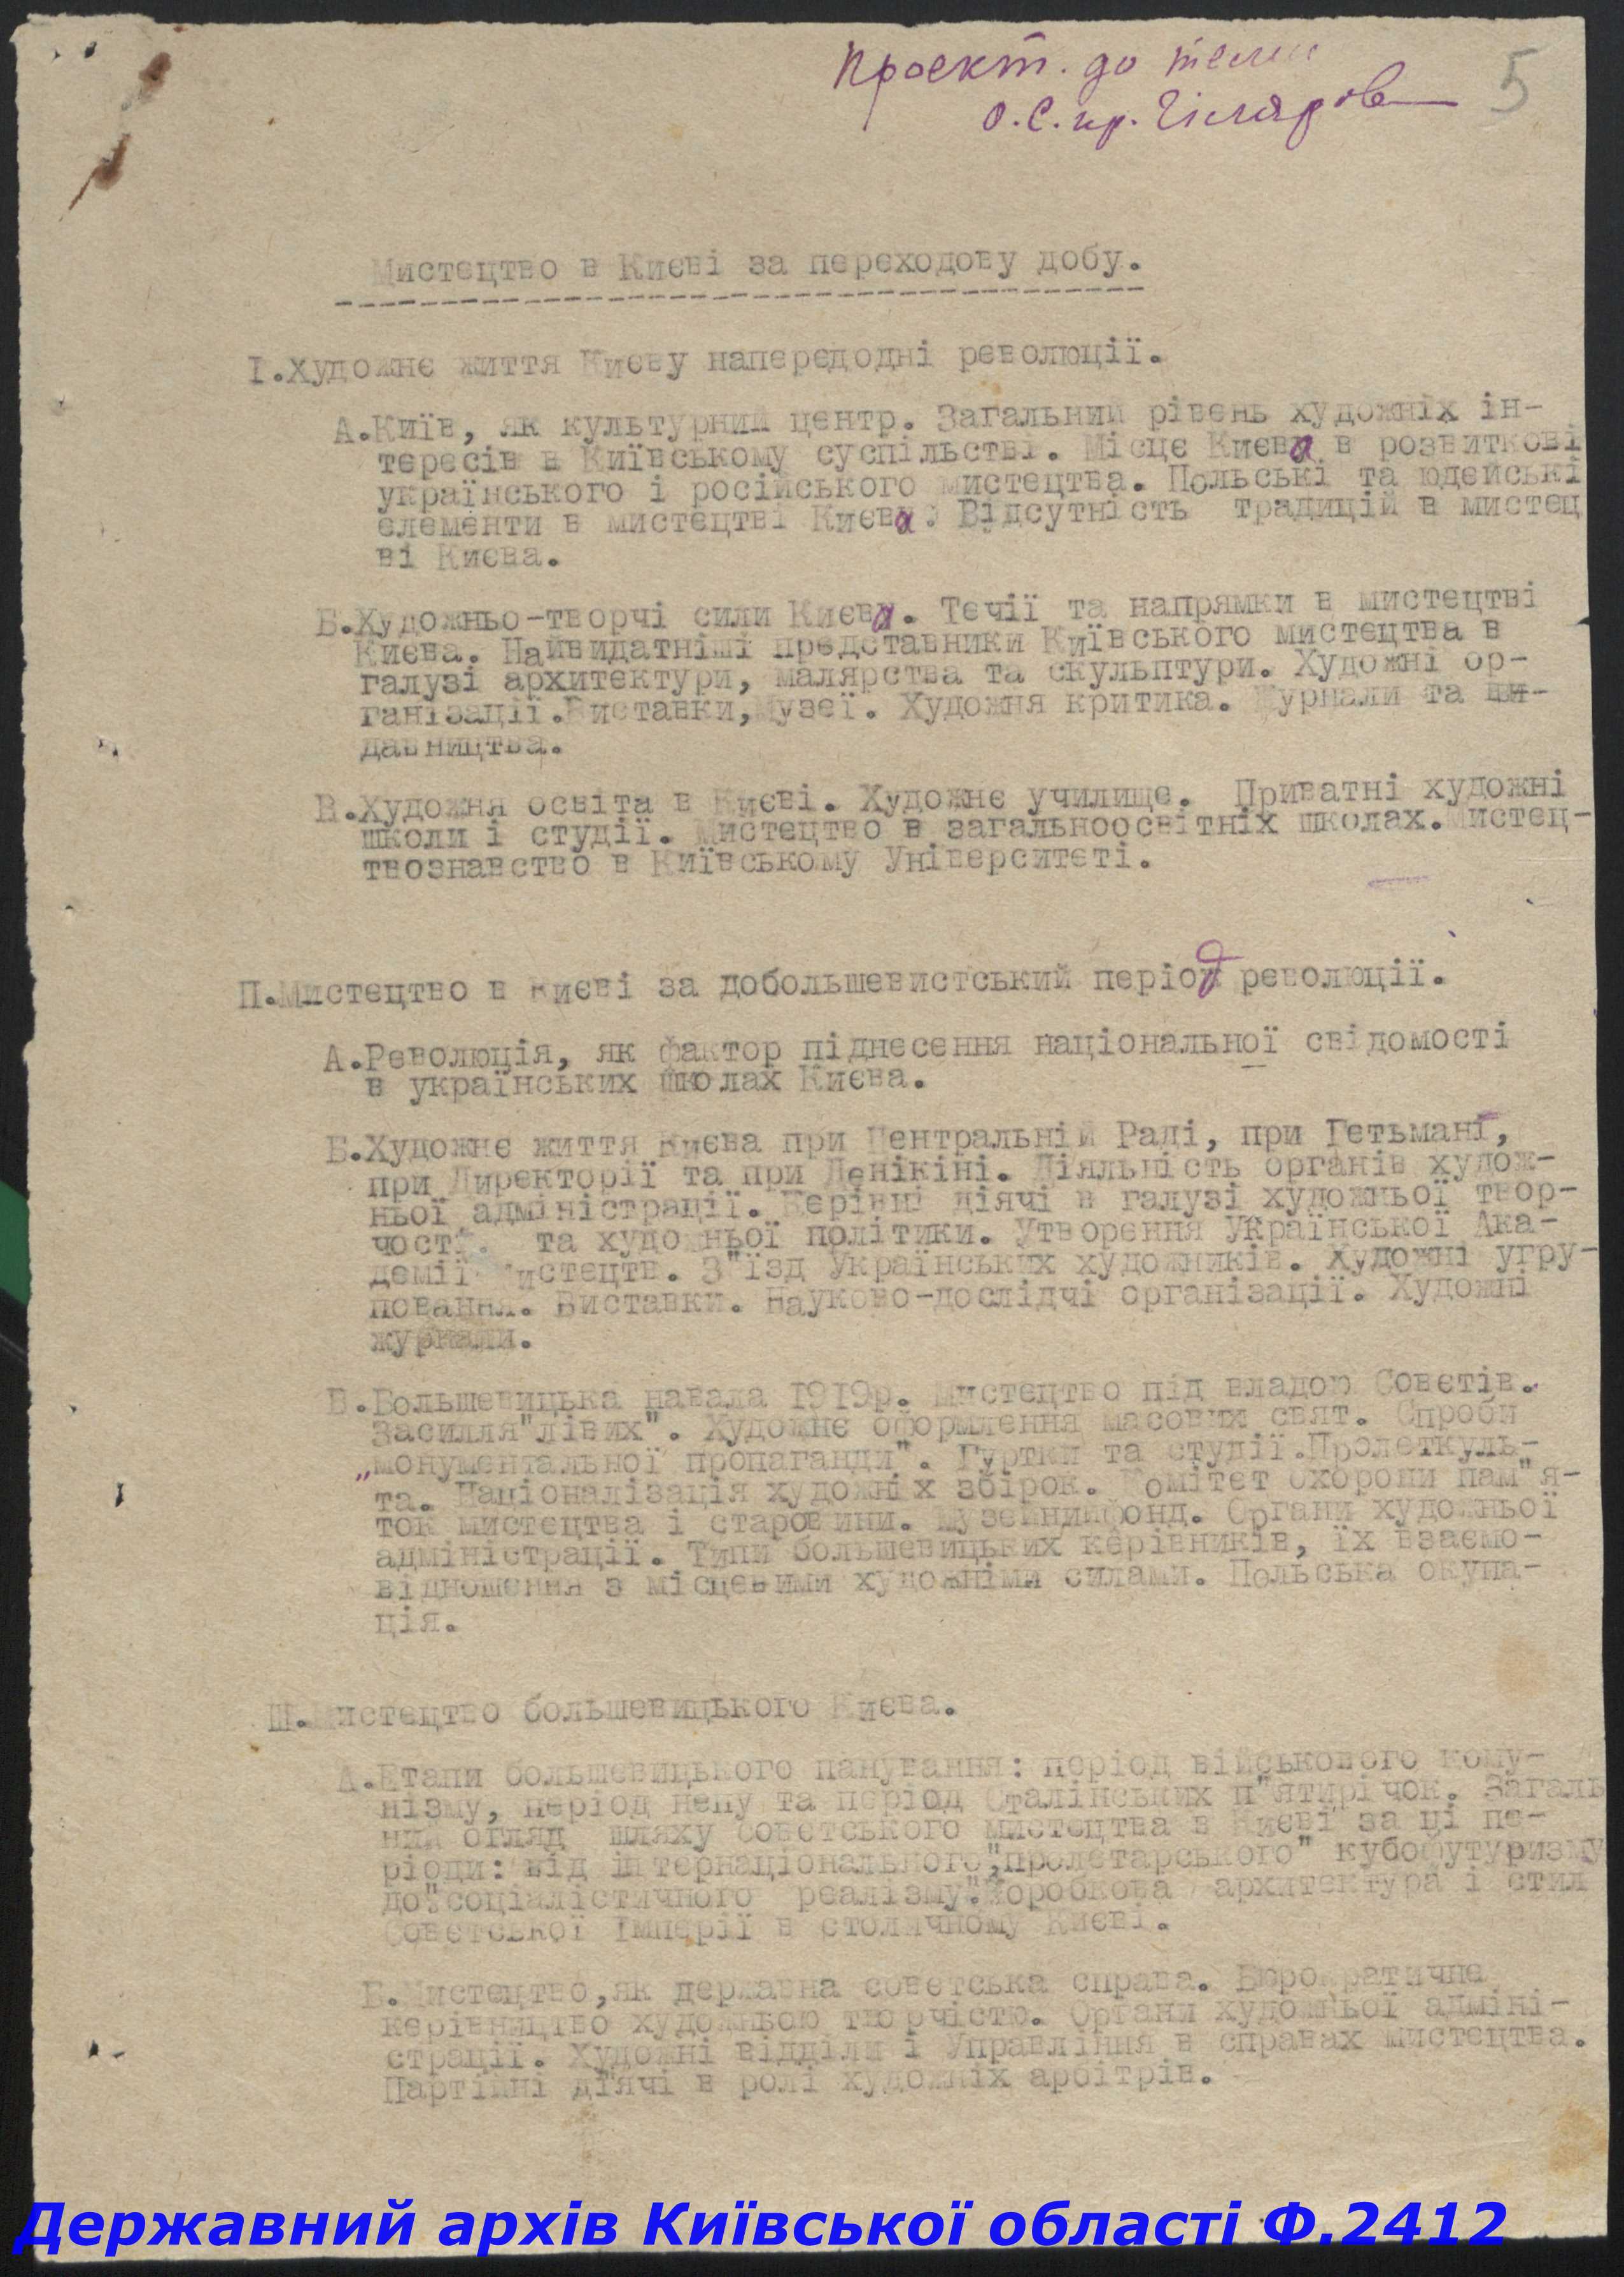 Проект. до теми
О.С. пр. Гілярова
5
Мистецтво в Києві за переходову добу.
І.Художнє життя Києву напередодні революції.
А.Київ, як культурний центр. Загальний рівень художніх ін-
тересів в Київському суспільстві. Місце Києва в розвиткові
українського і російського мистецтва. Польські та юдейські
елементи в мистецтві Києва. Відсутність традицій в мистец
ві Києва.
Б.Художньо-творчі сили Києва. Течії та напрямки в мистецтві
Києва. Найвидатніші представники Київського мистецтва в
галузі архитектури, малярства та скульптури. Художні ор-
ганізації.Виставки,Музеї. Художня критика. Журнали та ви-
давництва.
В.Художня освіта в Києві. Художнє училище. Приватні художні
школи і студії. Мистецтво в загальноосвітніх школах.Мистец-
твознавство в Київському Університеті.
П.Мистецтво в Києві за добольшевистський період революції.
А.Революція, як фактор піднесення національної свідомості
в українських школах Києва.
Б.Художнє життя Києва при Центральній Раді, при Гетьмані,
при Директорії та при Денікіні. Діяльність органів худож-
ньої адміністрації. Керівні діячі в галузі художньої твор-
чості. та художньої політики. Утворення Української Ака-
демії Мистецтв. З"їзд Українських художників. Художні угру-
повання. Виставки. Науково-дослідчі організації. Художні
журнали.
В.Большевицька навала 1919р. Мистецтво під владою Совєтів.
Засилля"лівих". Художнє оформлення масових свят. Спроби
„монументальної пропаганди". Гуртки та студії.Пролеткуль-
та. Націоналізація художніх збірок. Комітет охорони пам"я-
ток мистецтва і старовини. Музейнийфонд. Органи художньої
адміністрації. Типи большевицьких керівників, їх взаємо-
відношення з місцевими художніми силами. Польська окупа-
ція.
Ш.Мистецтво большевицького Києва.
А.Етапи большевицького панування: період військового кому-
нізму, період непу та період Сталінських п"ятирічок. Загаль
ний огляд шляху совєтського мистецтва в Києві за ці пе-
ріоди: від інтернаціонального"пролетарського" кубофутуризму
до"соціалістичного реалізму".Коробкова архитектура і стил
Совєтської Імперії в столичному Києві.
Б.Мистецтво,як державна совєтська справа. Бюрократичне
керівництво художньою творчістю. Органи художньої адміні-
страції. Художні відділи і Управління в справах мистецтва.
Партійні діячі в ролі художніх арбітрів.
Державний архів Київської області Ф.2412